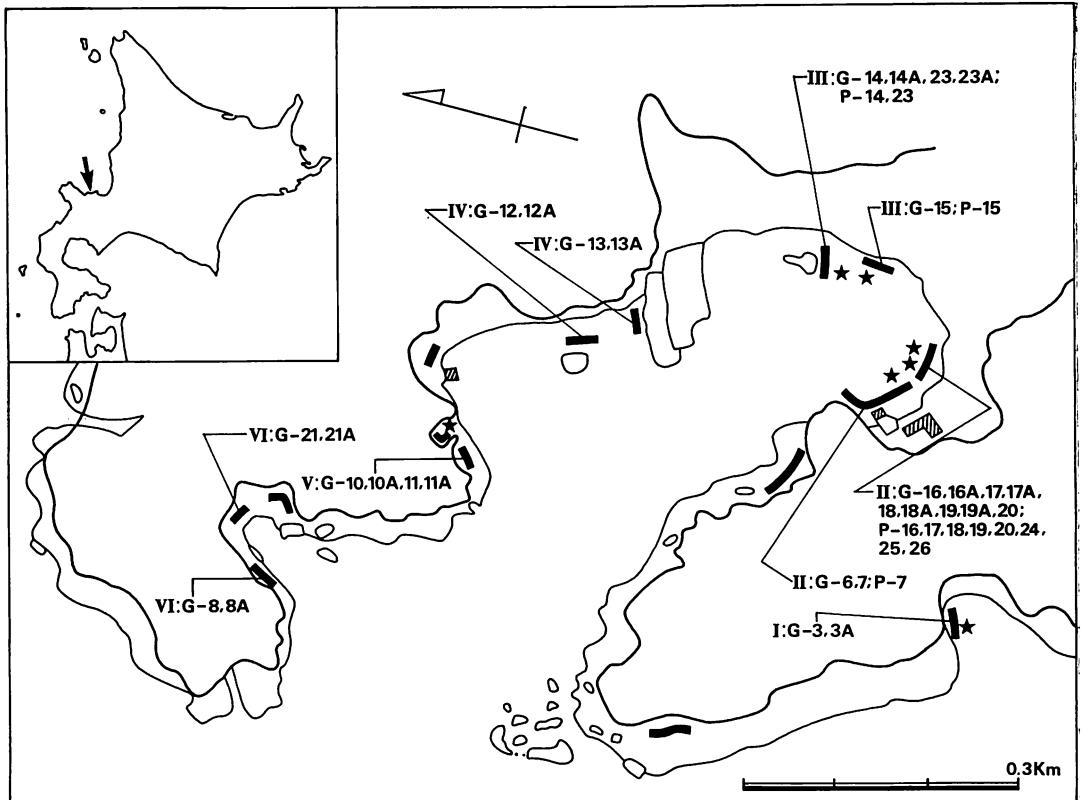 III:G-14,14A,23,23A;
P-14,23
III:G-15;P-15
IV:G-12,12A
IV:G-13,13A
VI:G-21,21A
V:G-10,10A,11,11A
II:G-16,16A,17,17A,
18,18A,19,19A,20;
P-16,17,18,19,20,24,
25,26
II:G-6,7;P-7
VI:G-8,8A
I:G-3,3A
0.3Km